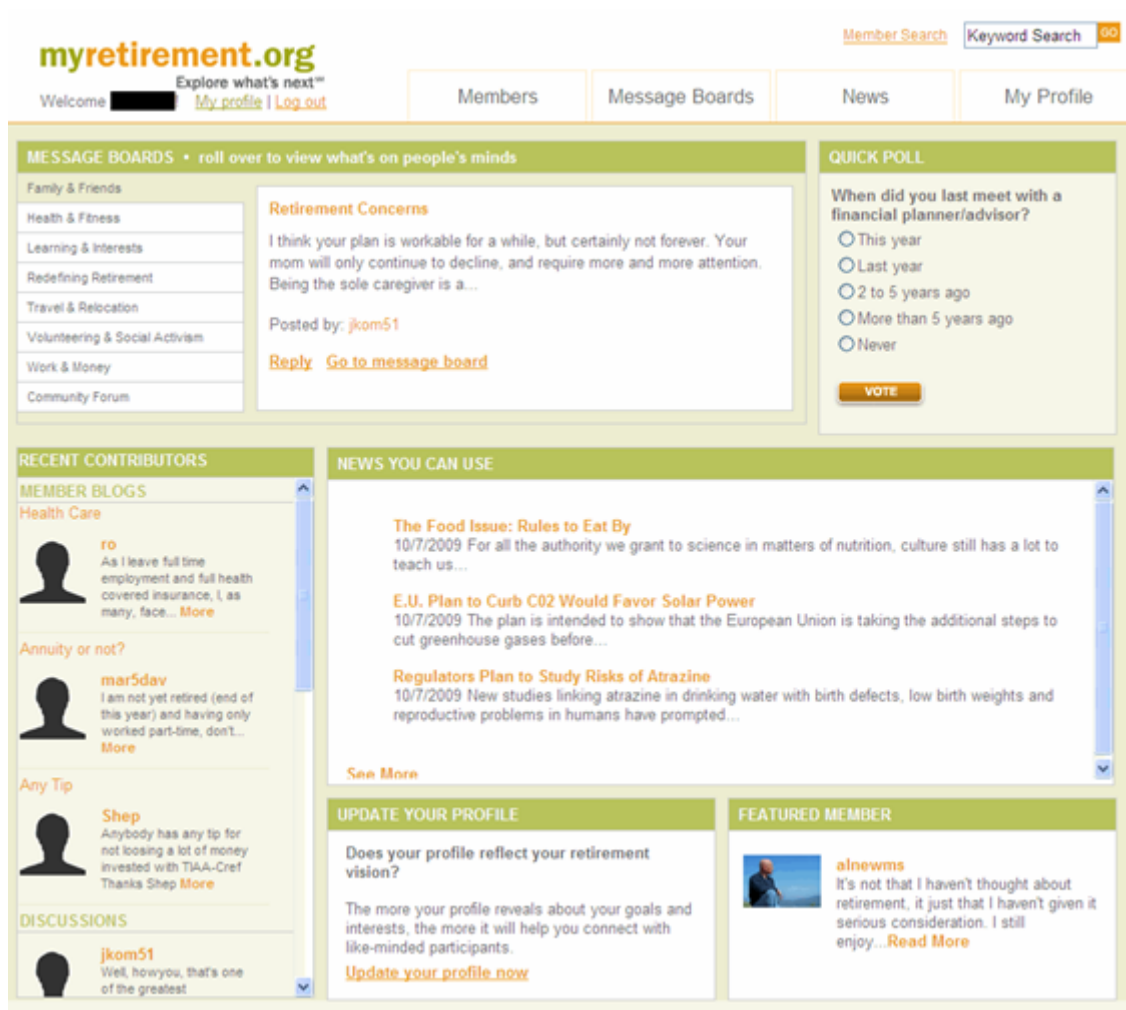 myretirement.org
Explore what's next℠
Welcome ! My profile | Log out
Member Search
Keyword Search GO
Members
Message Boards
News
My Profile
MESSAGE BOARDS • roll over to view what's on people's minds
Family & Friends
Health & Fitness
Learning & Interests
Redefining Retirement
Travel & Relocation
Volunteering & Social Activism
Work & Money
Community Forum
Retirement Concerns
I think your plan is workable for a while, but certainly not forever. Your
mom will only continue to decline, and require more and more attention.
Being the sole caregiver is a...
Posted by: jkom51
Reply Go to message board
QUICK POLL
When did you last meet with a
financial planner/advisor?
This year
Last year
2 to 5 years ago
More than 5 years ago
Never
VOTE
RECENT CONTRIBUTORS
MEMBER BLOGS
Health Care
ro
As I leave full time
employment and full health
covered insurance, I, as
many, face... More
Annuity or not?
mar5dav
I am not yet retired (end of
this year) and having only
worked part-time, don't...
More
Any Tip
Shep
Anybody has any tip for
not loosing a lot of money
invested with TIAA-Cref
Thanks Shep More
DISCUSSIONS
jkom51
Well, howyou, that's one
of the greatest
NEWS YOU CAN USE
The Food Issue: Rules to Eat By
10/7/2009 For all the authority we grant to science in matters of nutrition, culture still has a lot to
teach us...
E.U. Plan to Curb C02 Would Favor Solar Power
10/7/2009 The plan is intended to show that the European Union is taking the additional steps to
cut greenhouse gases before...
Regulators Plan to Study Risks of Atrazine
10/7/2009 New studies linking atrazine in drinking water with birth defects, low birth weights and
reproductive problems in humans have prompted...
See More
UPDATE YOUR PROFILE
Does your profile reflect your retirement
vision?
The more your profile reveals about your goals and
interests, the more it will help you connect with
like-minded participants.
Update your profile now
FEATURED MEMBER
alnewms
It's not that I haven't thought about
retirement, it just that I haven't given it
serious consideration. I still
enjoy...Read More